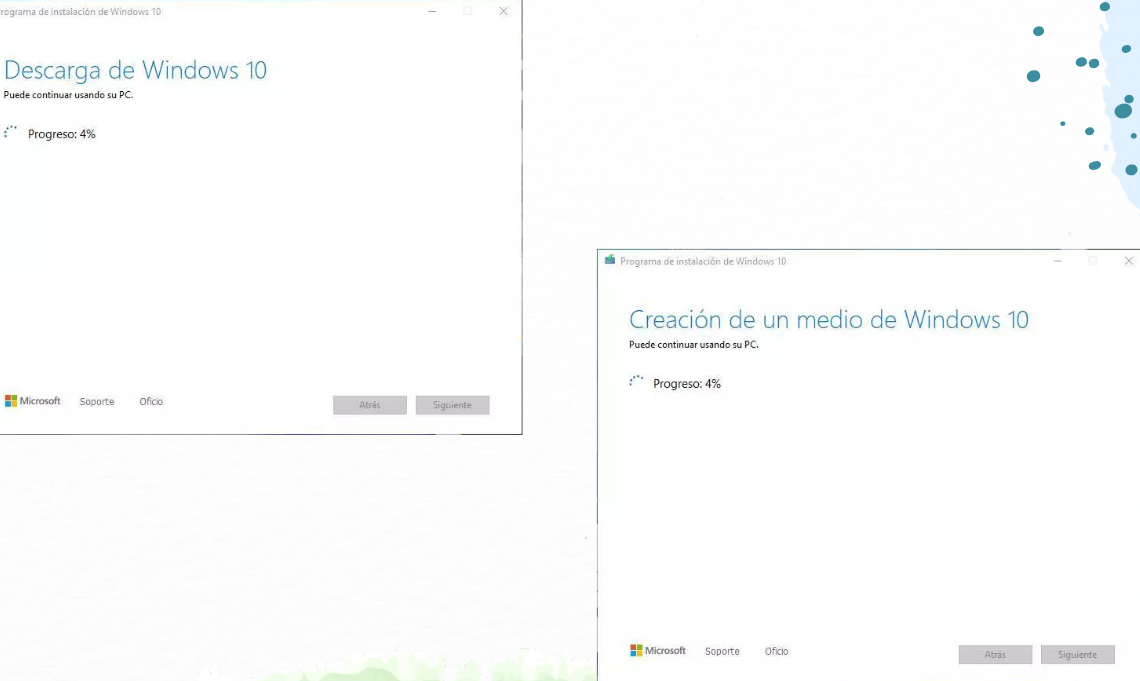 rograma de instalación de Windows 10
Descarga de Windows 10
Puede continuar usando su PC.
Progreso: 4%
Microsoft Soporte Oficio
Atrás Siguiente
Programa de instalación de Windows 10
Creación de un medio de Windows 10
Puede continuar usando su PC.
Progreso: 4%
Microsoft Soporte Oficio
Atrás Siguiente